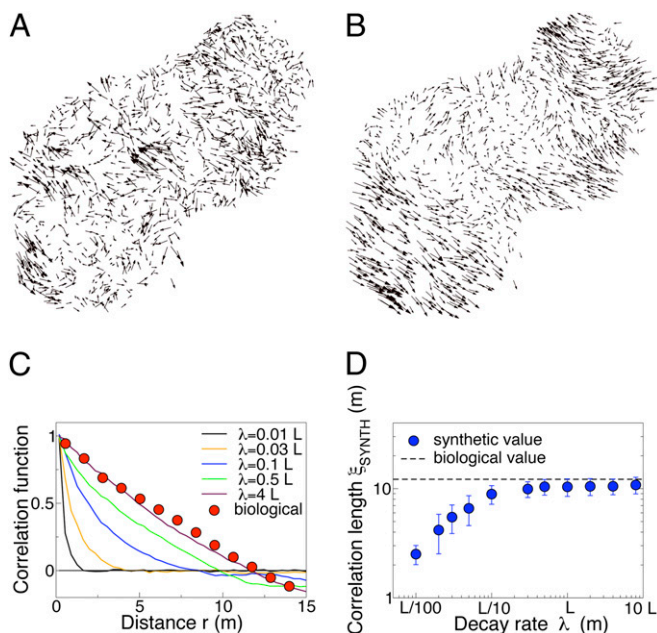 A
B
C
Correlation function
1
0.5
0
λ=0.01 L
λ=0.03 L
λ=0.1 L
λ=0.5 L
λ=4 L
biological
0 5 10 15
Distance r (m)
D
Correlation length ξSYNTH (m)
10
1
synthetic value
biological value
L/100 L/10 L 10 L
Decay rate λ (m)